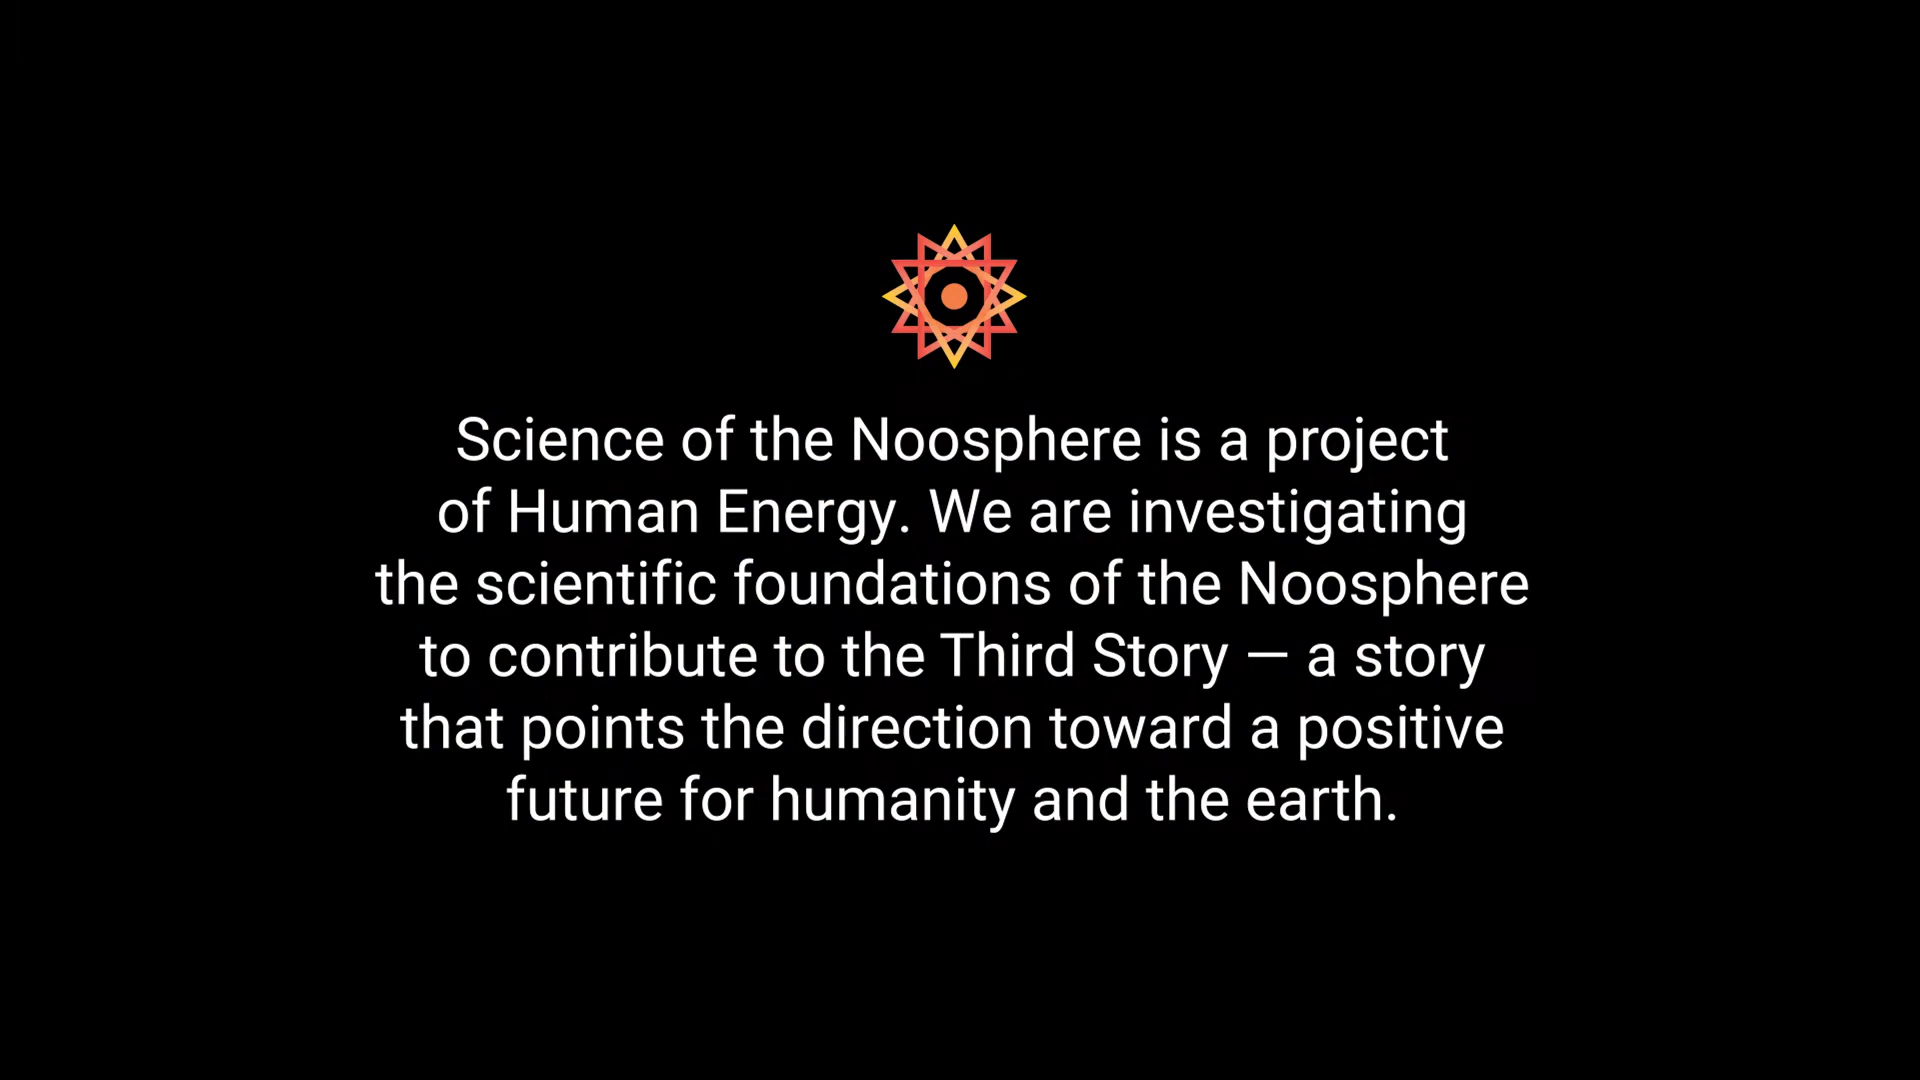 Science of the Noosphere is a project
of Human Energy. We are investigating
the scientific foundations of the Noosphere
to contribute to the Third Story — a story
that points the direction toward a positive
future for humanity and the earth.